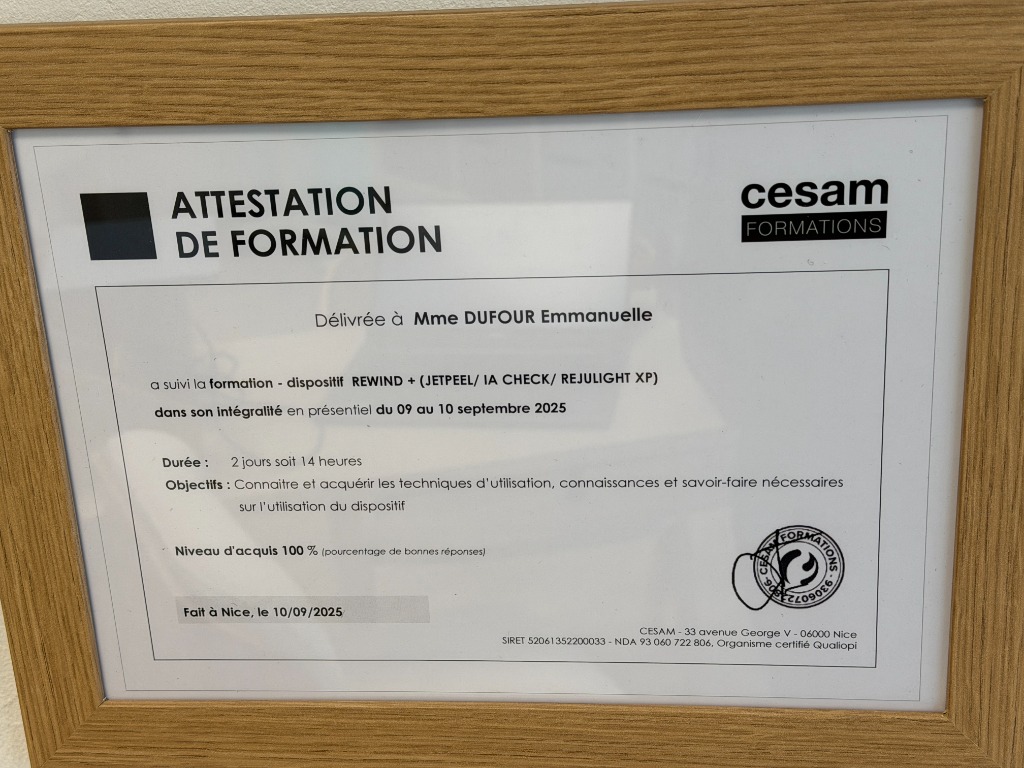 ATTESTATION
DE FORMATION
cesam
FORMATIONS
Délivrée à Mme DUFOUR Emmanuelle
a suivi la formation - dispositif REWIND + (JETPEEL/ IA CHECK/ REJULIGHT XP)
dans son intégralité en présentiel du 09 au 10 septembre 2025
Durée : 2 jours soit 14 heures
Objectifs : Connaitre et acquérir les techniques d'utilisation, connaissances et savoir-faire nécessaires
sur l'utilisation du dispositif
Niveau d'acquis 100 % (pourcentage de bonnes réponses)
CESAM FORMATIONS
Fait à Nice, le 10/09/2025
CESAM - 33 avenue George V - 06000 Nice
SIRET 52061352200033 - NDA 93 060 722 806, Organisme certifié Qualiopi